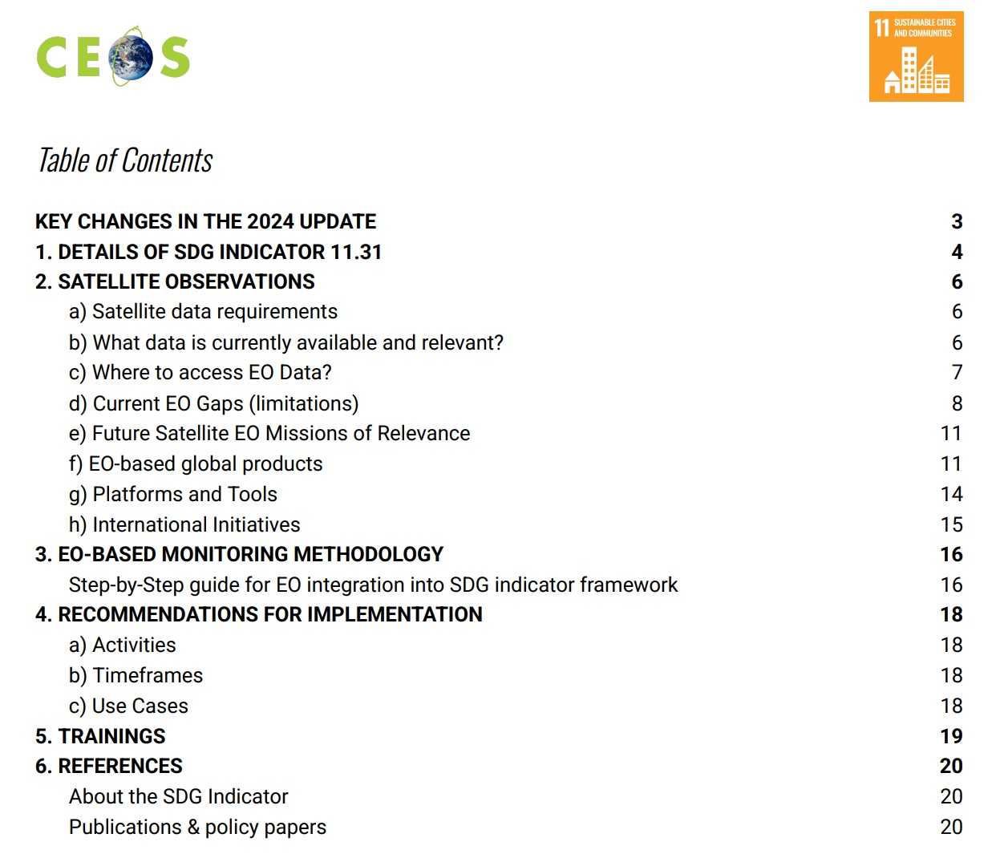 CEOS
11 SUSTAINABLE CITIES
AND COMMUNITIES
Table of Contents
KEY CHANGES IN THE 2024 UPDATE 3
1. DETAILS OF SDG INDICATOR 11.31 4
2. SATELLITE OBSERVATIONS 6
a) Satellite data requirements 6
b) What data is currently available and relevant? 6
c) Where to access EO Data? 7
d) Current EO Gaps (limitations) 8
e) Future Satellite EO Missions of Relevance 11
f) EO-based global products 11
g) Platforms and Tools 14
h) International Initiatives 15
3. EO-BASED MONITORING METHODOLOGY 16
Step-by-Step guide for EO integration into SDG indicator framework 16
4. RECOMMENDATIONS FOR IMPLEMENTATION 18
a) Activities 18
b) Timeframes 18
c) Use Cases 18
5. TRAININGS 19
6. REFERENCES 20
About the SDG Indicator 20
Publications & policy papers 20